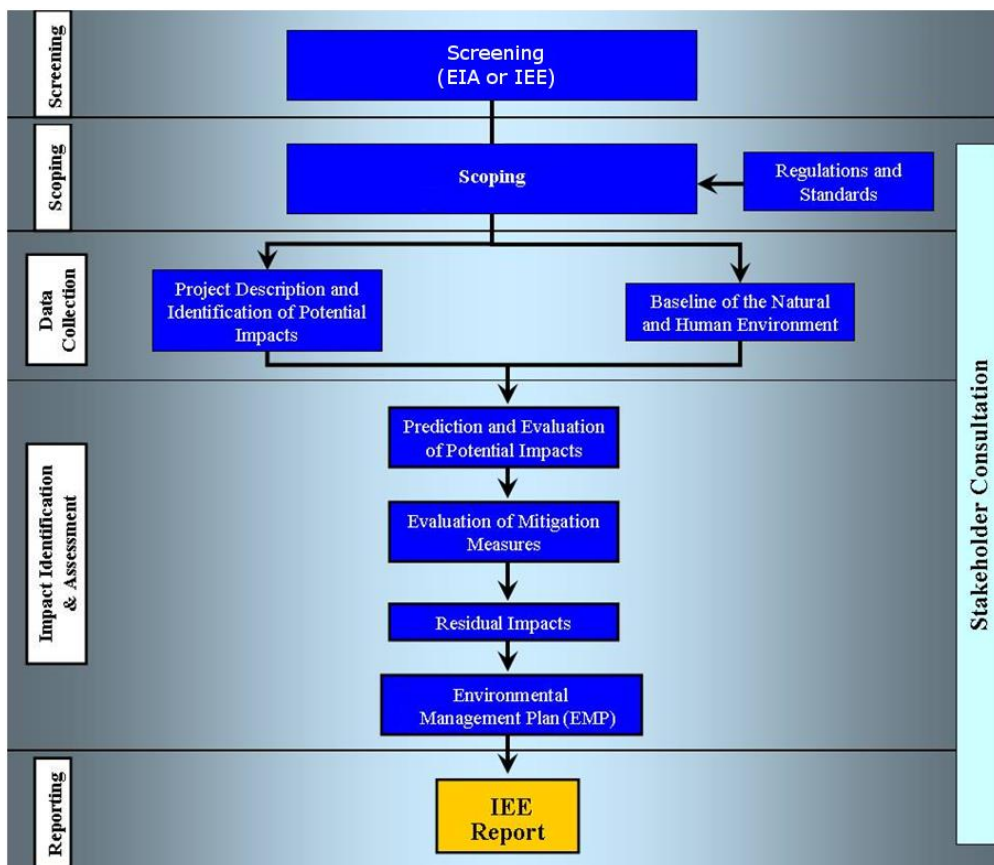 Screening
Screening
(EIA or IEE)
Scoping
Scoping
Regulations and
Standards
Data
Collection
Project Description and
Identification of Potential
Impacts
Baseline of the Natural
and Human Environment
Impact Identification
& Assessment
Prediction and Evaluation
of Potential Impacts
Evaluation of Mitigation
Measures
Residual Impacts
Environmental
Management Plan (EMP)
Reporting
IEE
Report
Stakeholder Consultation